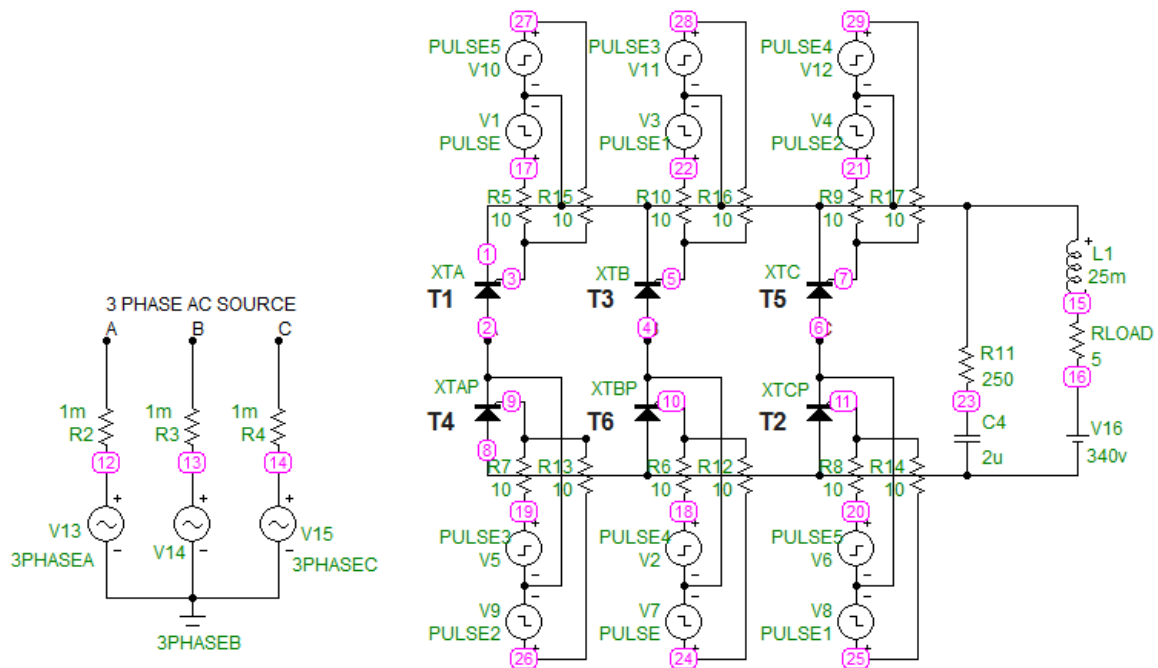 27
28
29
PULSE5
V10
PULSE3
V11
PULSE4
V12
V1
PULSE
V3
PULSE1
V4
PULSE2
17
22
21
R5
10
R15
10
R10
10
R16
10
R9
10
R17
10
1
3
5
7
XTA
T1
XTB
T3
XTC
T5
2
4
6
L1
25m
15
RLOAD
5
16
R11
250
23
C4
2u
V16
340v
3 PHASE AC SOURCE
A
B
C
1m
R2
1m
R3
1m
R4
12
13
14
V13
3PHASEA
V14
V15
3PHASEC
3PHASEB
XTAP
T4
XTBP
T6
XTCP
T2
9
10
11
8
R7
10
R13
10
R6
10
R12
10
R8
10
R14
10
19
18
20
PULSE3
V5
PULSE4
V2
PULSE5
V6
V9
PULSE2
V7
PULSE
V8
PULSE1
26
24
25